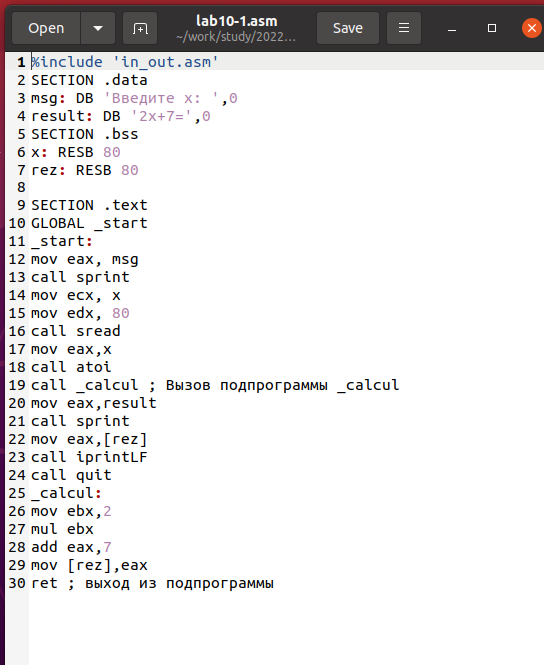 Open
lab10-1.asm
~/work/study/2022...
Save
1 %include 'in_out.asm'
2 SECTION .data
3 msg: DB 'Введите x: ',0
4 result: DB '2x+7=',0
5 SECTION .bss
6 x: RESB 80
7 rez: RESB 80
8
9 SECTION .text
10 GLOBAL _start
11 _start:
12 mov eax, msg
13 call sprint
14 mov ecx, x
15 mov edx, 80
16 call sread
17 mov eax,x
18 call atoi
19 call _calcul ; Вызов подпрограммы _calcul
20 mov eax,result
21 call sprint
22 mov eax,[rez]
23 call iprintLF
24 call quit
25 _calcul:
26 mov ebx,2
27 mul ebx
28 add eax,7
29 mov [rez],eax
30 ret ; выход из подпрограммы